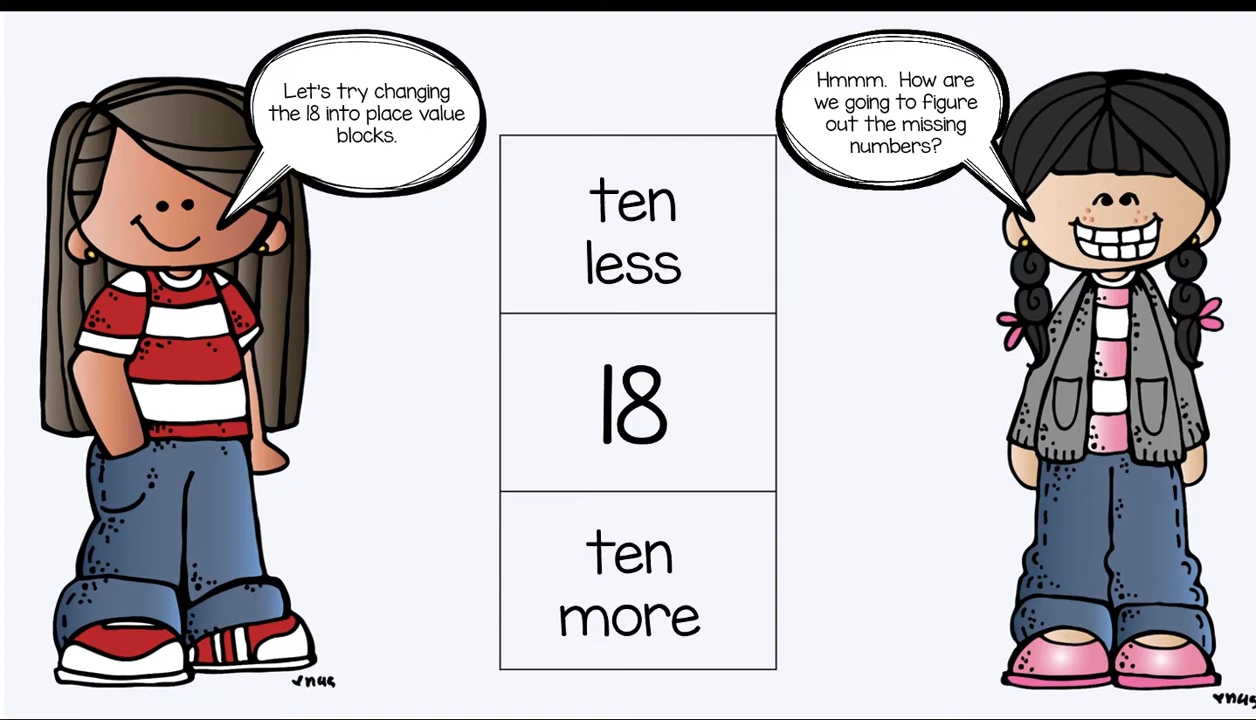 Let's try changing
the 18 into place value
blocks.
Hmmm. How are
we going to figure
out the missing
numbers?
ten
less
18
ten
more